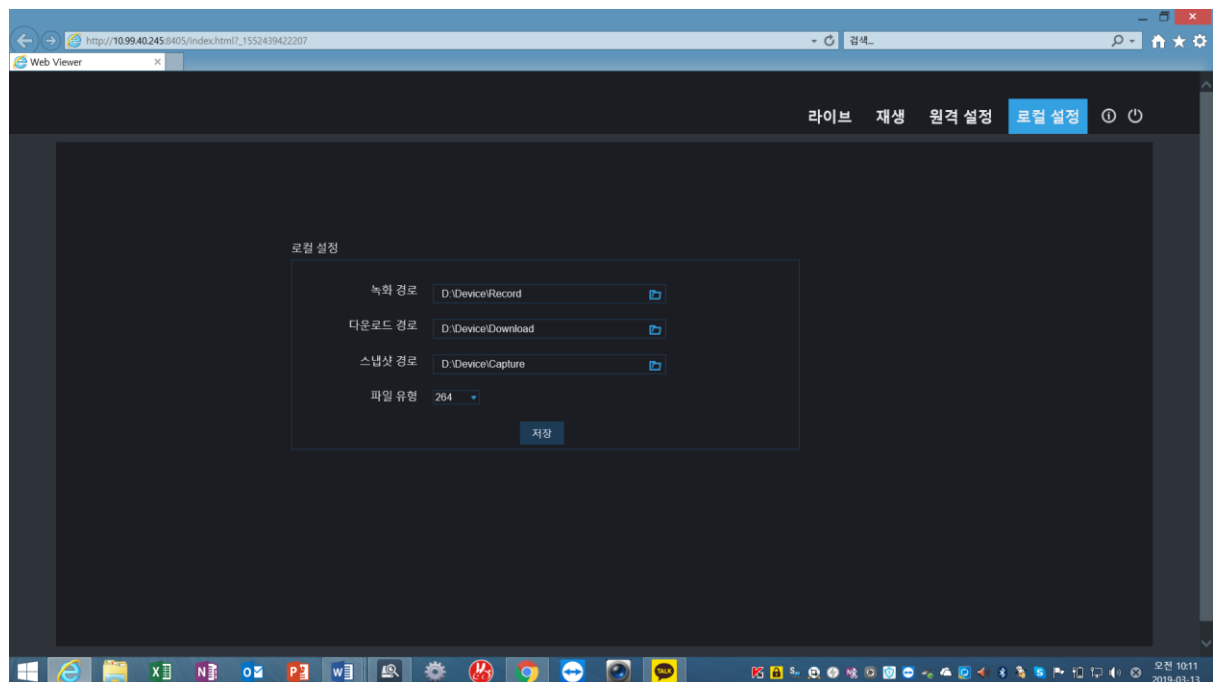 http://10.99.40.245:8405/index.html?_1552439422207
검색...
Web Viewer
라이브 재생 원격 설정 로컬 설정
로컬 설정
녹화 경로 D:\Device\Record
다운로드 경로 D:\Device\Download
스냅샷 경로 D:\Device\Capture
파일 유형 264
저장
TALK
오전 10:11
2019-03-13